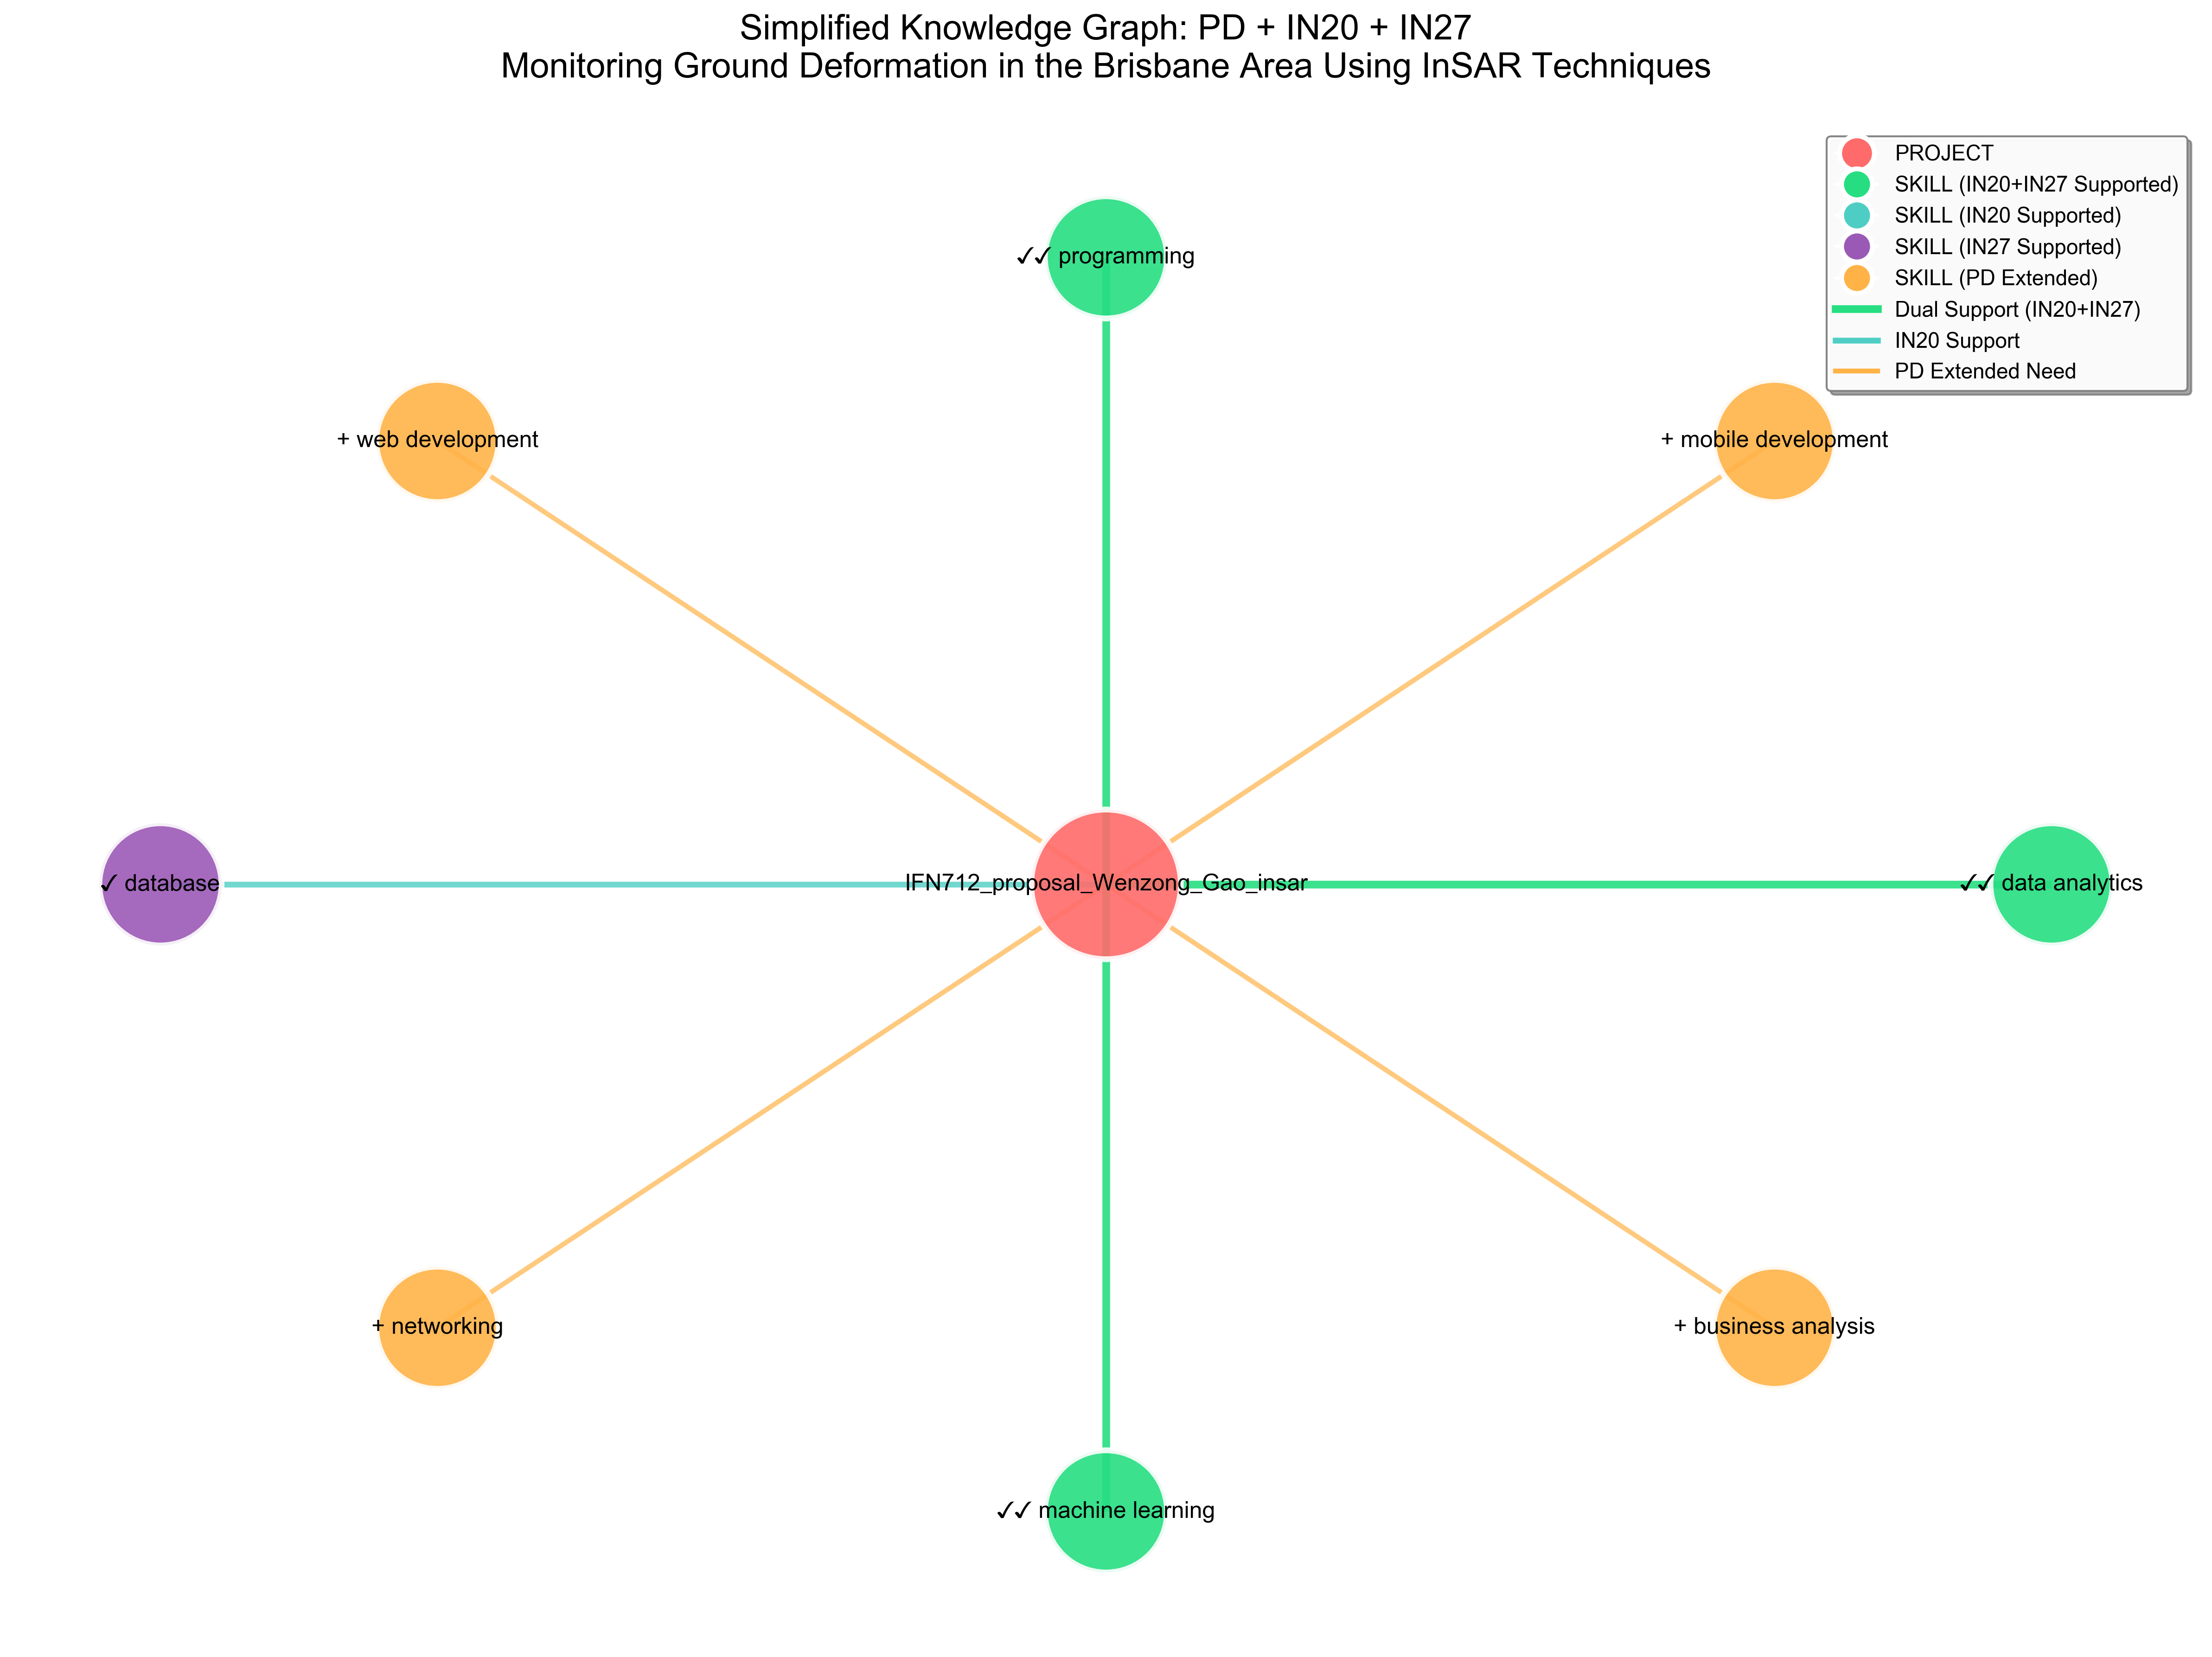 Simplified Knowledge Graph: PD + IN20 + IN27
Monitoring Ground Deformation in the Brisbane Area Using InSAR Techniques
PROJECT
SKILL (IN20+IN27 Supported)
SKILL (IN20 Supported)
SKILL (IN27 Supported)
SKILL (PD Extended)
Dual Support (IN20+IN27)
IN20 Support
PD Extended Need
✓✓ programming
+ web development
+ mobile development
✓ database
IFN712_proposal_Wenzong_Gao_insar
✓✓ data analytics
+ networking
+ business analysis
✓✓ machine learning